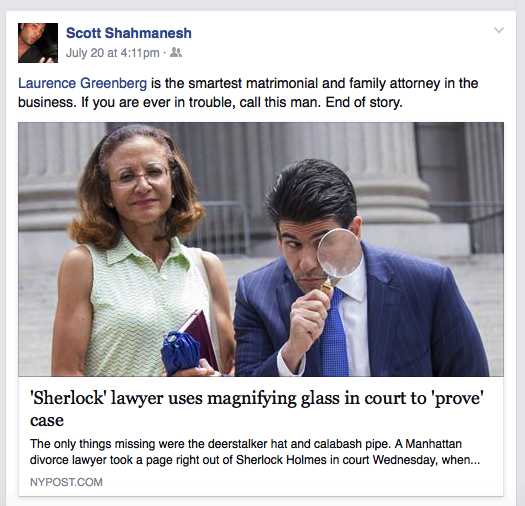 Scott Shahmanesh
July 20 at 4:11pm ·
Laurence Greenberg is the smartest matrimonial and family attorney in the
business. If you are ever in trouble, call this man. End of story.
'Sherlock' lawyer uses magnifying glass in court to 'prove'
case
The only things missing were the deerstalker hat and calabash pipe. A Manhattan
divorce lawyer took a page right out of Sherlock Holmes in court Wednesday, when...
NYPOST.COM